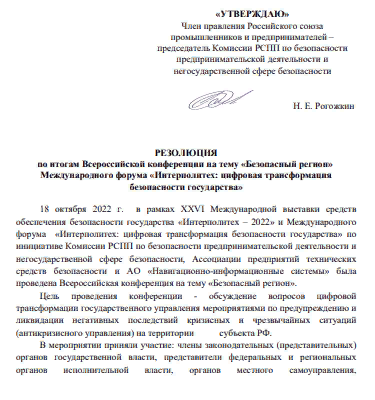 «УТВЕРЖДАЮ»
Член правления Российского союза
промышленников и предпринимателей –
председатель Комиссии РСПП по безопасности
предпринимательской деятельности и
негосударственной сфере безопасности
Н. Е. Рогожкин
РЕЗОЛЮЦИЯ
по итогам Всероссийской конференции на тему «Безопасный регион»
Международного форума «Интерполитех: цифровая трансформация
безопасности государства»
18 октября 2022 г. в рамках XXVI Международной выставки средств
обеспечения безопасности государства «Интерполитех – 2022» и Международного
форума «Интерполитех: цифровая трансформация безопасности государства» по
инициативе Комиссии РСПП по безопасности предпринимательской деятельности и
негосударственной сфере безопасности, Ассоциации предприятий технических
средств безопасности и АО «Навигационно-информационные системы» была
проведена Всероссийская конференция на тему «Безопасный регион».
Цель проведения конференции - обсуждение вопросов цифровой
трансформации государственного управления мероприятиями по предупреждению и
ликвидации негативных последствий кризисных и чрезвычайных ситуаций
(антикризисного управления) на территории субъекта РФ.
В мероприятии приняли участие: члены законодательных (представительных)
органов государственной власти, представители федеральных и региональных
органов исполнительной власти, органов местного самоуправления,